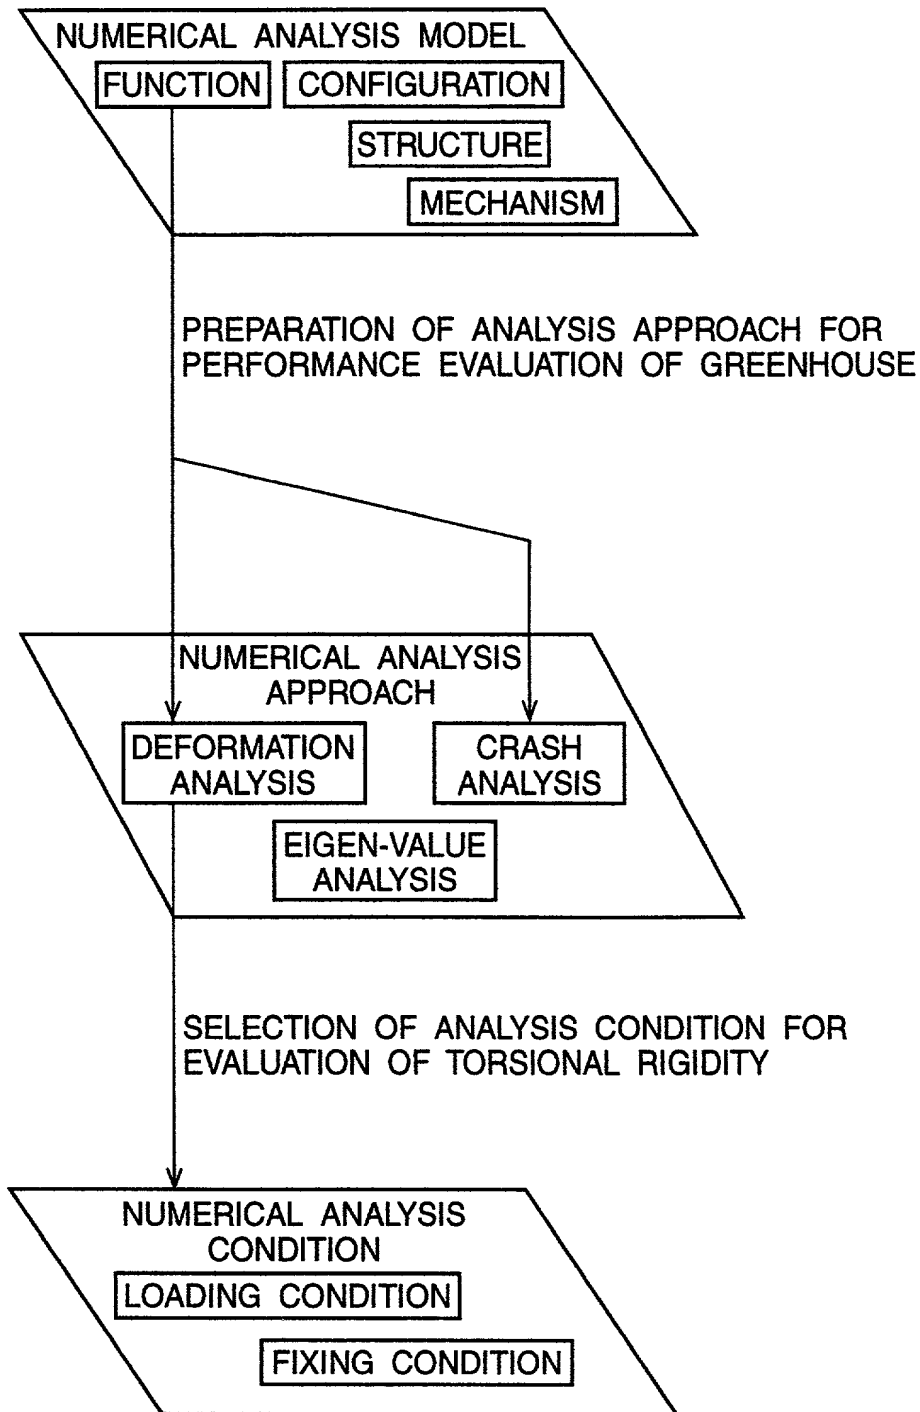 NUMERICAL ANALYSIS MODEL
FUNCTION CONFIGURATION
STRUCTURE
MECHANISM
PREPARATION OF ANALYSIS APPROACH FOR
PERFORMANCE EVALUATION OF GREENHOUSE
NUMERICAL ANALYSIS
APPROACH
DEFORMATION
ANALYSIS
CRASH
ANALYSIS
EIGEN-VALUE
ANALYSIS
SELECTION OF ANALYSIS CONDITION FOR
EVALUATION OF TORSIONAL RIGIDITY
NUMERICAL ANALYSIS
CONDITION
LOADING CONDITION
FIXING CONDITION